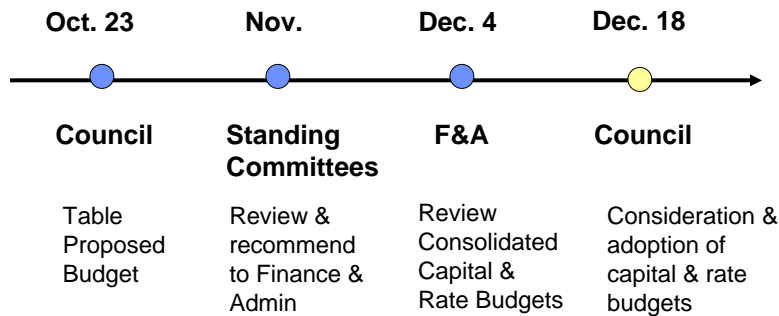 Oct. 23
Nov.
Dec. 4
Dec. 18
Council
Standing
Committees
F&A
Council
Table
Proposed
Budget
Review &
recommend
to Finance &
Admin
Review
Consolidated
Capital &
Rate Budgets
Consideration &
adoption of
capital & rate
budgets